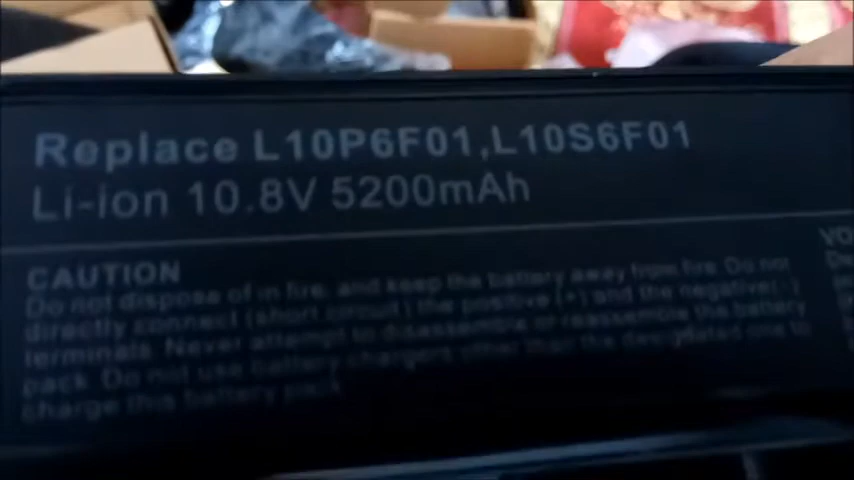 Replace L10P6F01,L10S6F01
Li-ion 10.8V 5200mAh
CAUTION
Do not dispose of in fire, and keep the battery away from fire. Do not
directly connect (short circuit) the positive (+) and the negative(-)
terminals. Never attempt to disassemble or reassemble the battery
pack. Do not use battery chargers other than the designated one to
charge this battery pack
VO